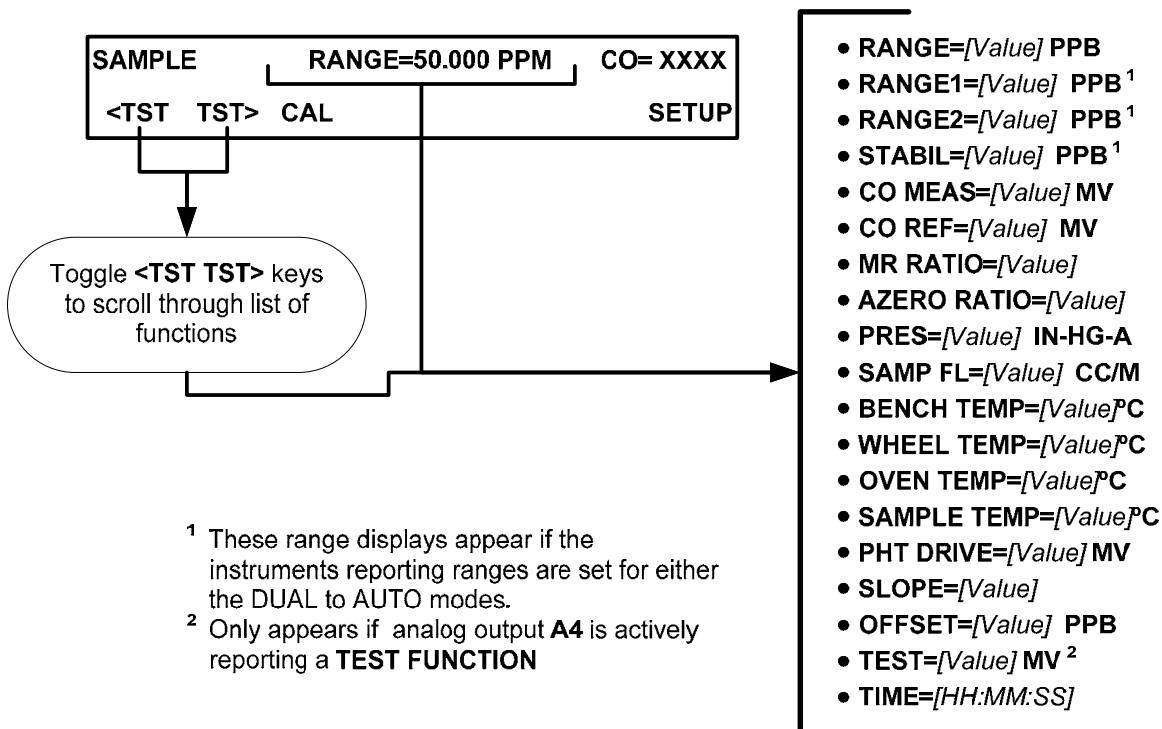 SAMPLE RANGE=50.000 PPM CO= XXXX
<TST TST> CAL SETUP
Toggle <TST TST> keys
to scroll through list of
functions
• RANGE=[Value] PPB
• RANGE1=[Value] PPB ¹
• RANGE2=[Value] PPB ¹
• STABIL=[Value] PPB ¹
• CO MEAS=[Value] MV
• CO REF=[Value] MV
• MR RATIO=[Value]
• AZERO RATIO=[Value]
• PRES=[Value] IN-HG-A
• SAMP FL=[Value] CC/M
• BENCH TEMP=[Value]ºC
• WHEEL TEMP=[Value]ºC
• OVEN TEMP=[Value]ºC
• SAMPLE TEMP=[Value]ºC
• PHT DRIVE=[Value] MV
• SLOPE=[Value]
• OFFSET=[Value] PPB
• TEST=[Value] MV ²
• TIME=[HH:MM:SS]
¹ These range displays appear if the
instruments reporting ranges are set for either
the DUAL to AUTO modes.
² Only appears if analog output A4 is actively
reporting a TEST FUNCTION